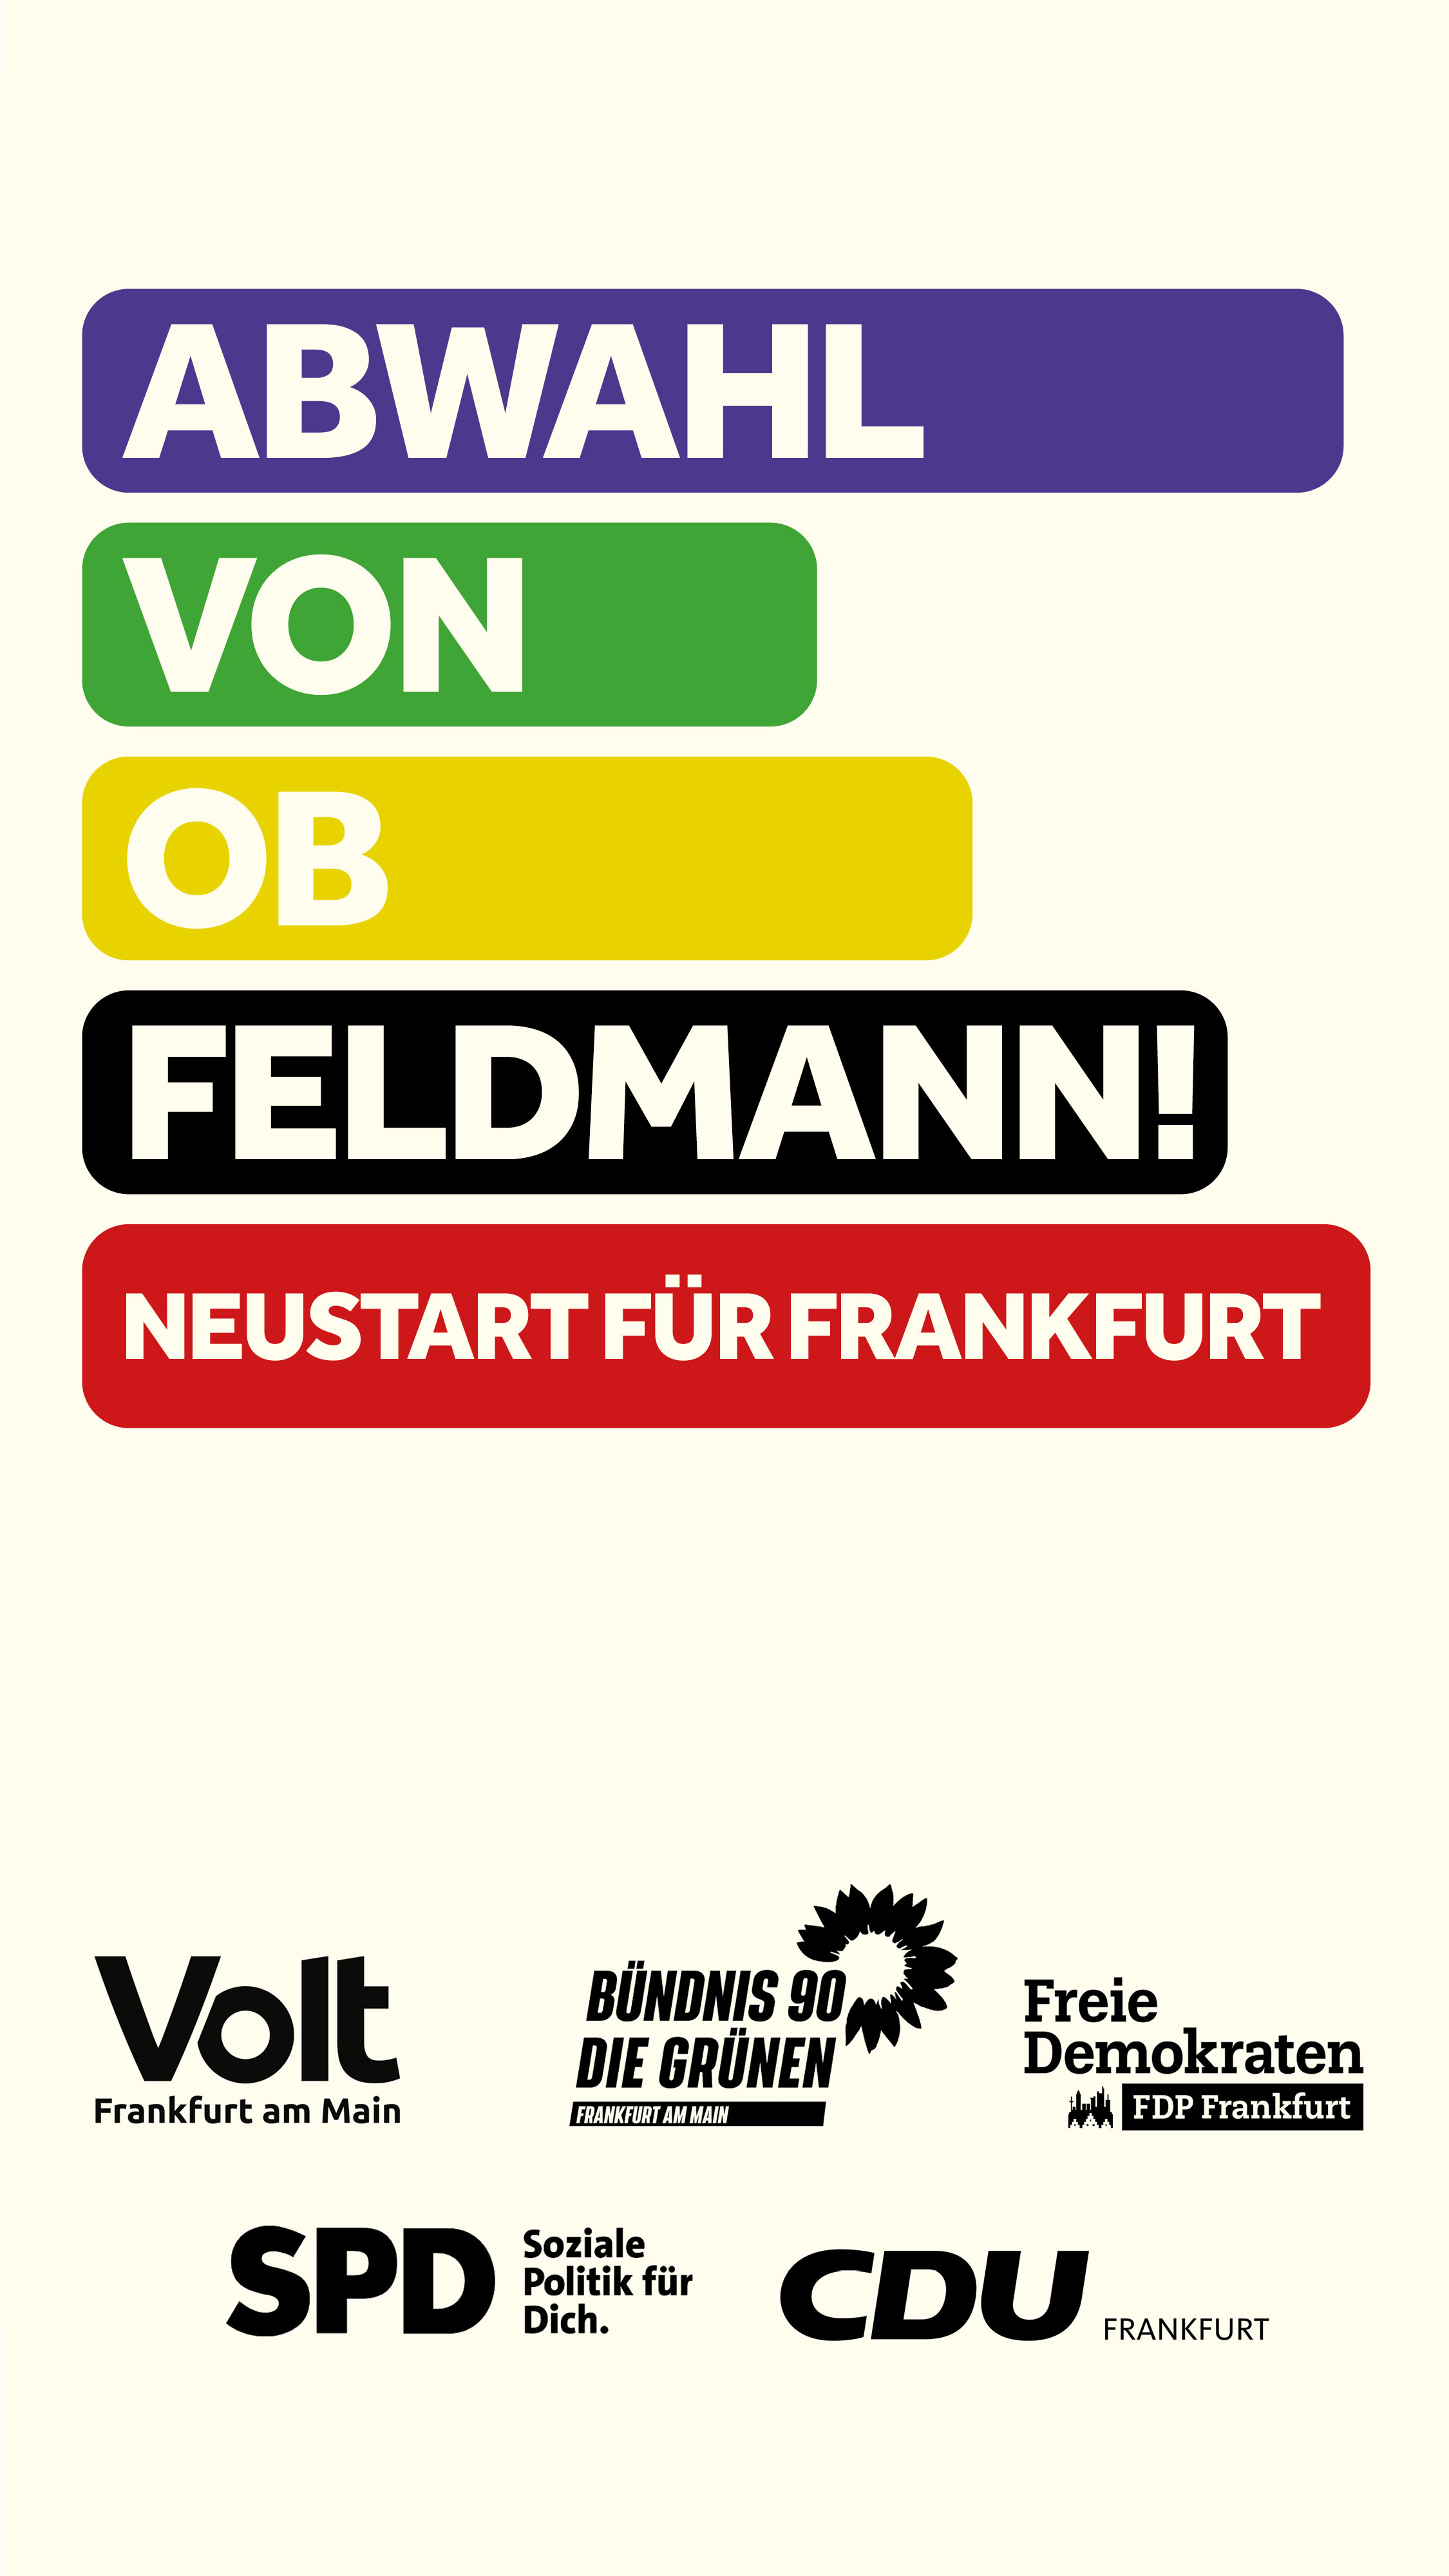 ABWAHL
VON
OB
FELDMANN!
NEUSTART FÜR FRANKFURT
Volt
Frankfurt am Main
BÜNDNIS 90
DIE GRÜNEN
FRANKFURT AM MAIN
Freie
Demokraten
FDP Frankfurt
SPD
Soziale
Politik für
Dich.
CDU FRANKFURT